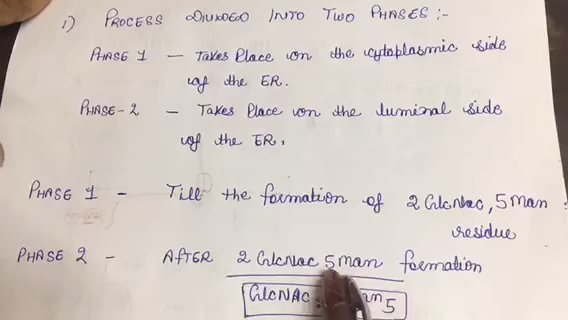 i) PROCESS DIVIDED INTO TWO PHASES :-
PHASE 1 — Takes Place on the cytoplasmic side
of the ER.
PHASE-2 — Takes Place on the luminal side
of the ER.
PHASE 1 - Till the formation of 2 GlcNac, 5 Man
residue
PHASE 2 - AFTER 2 GlcNac 5 Man formation
GlcNAC 5